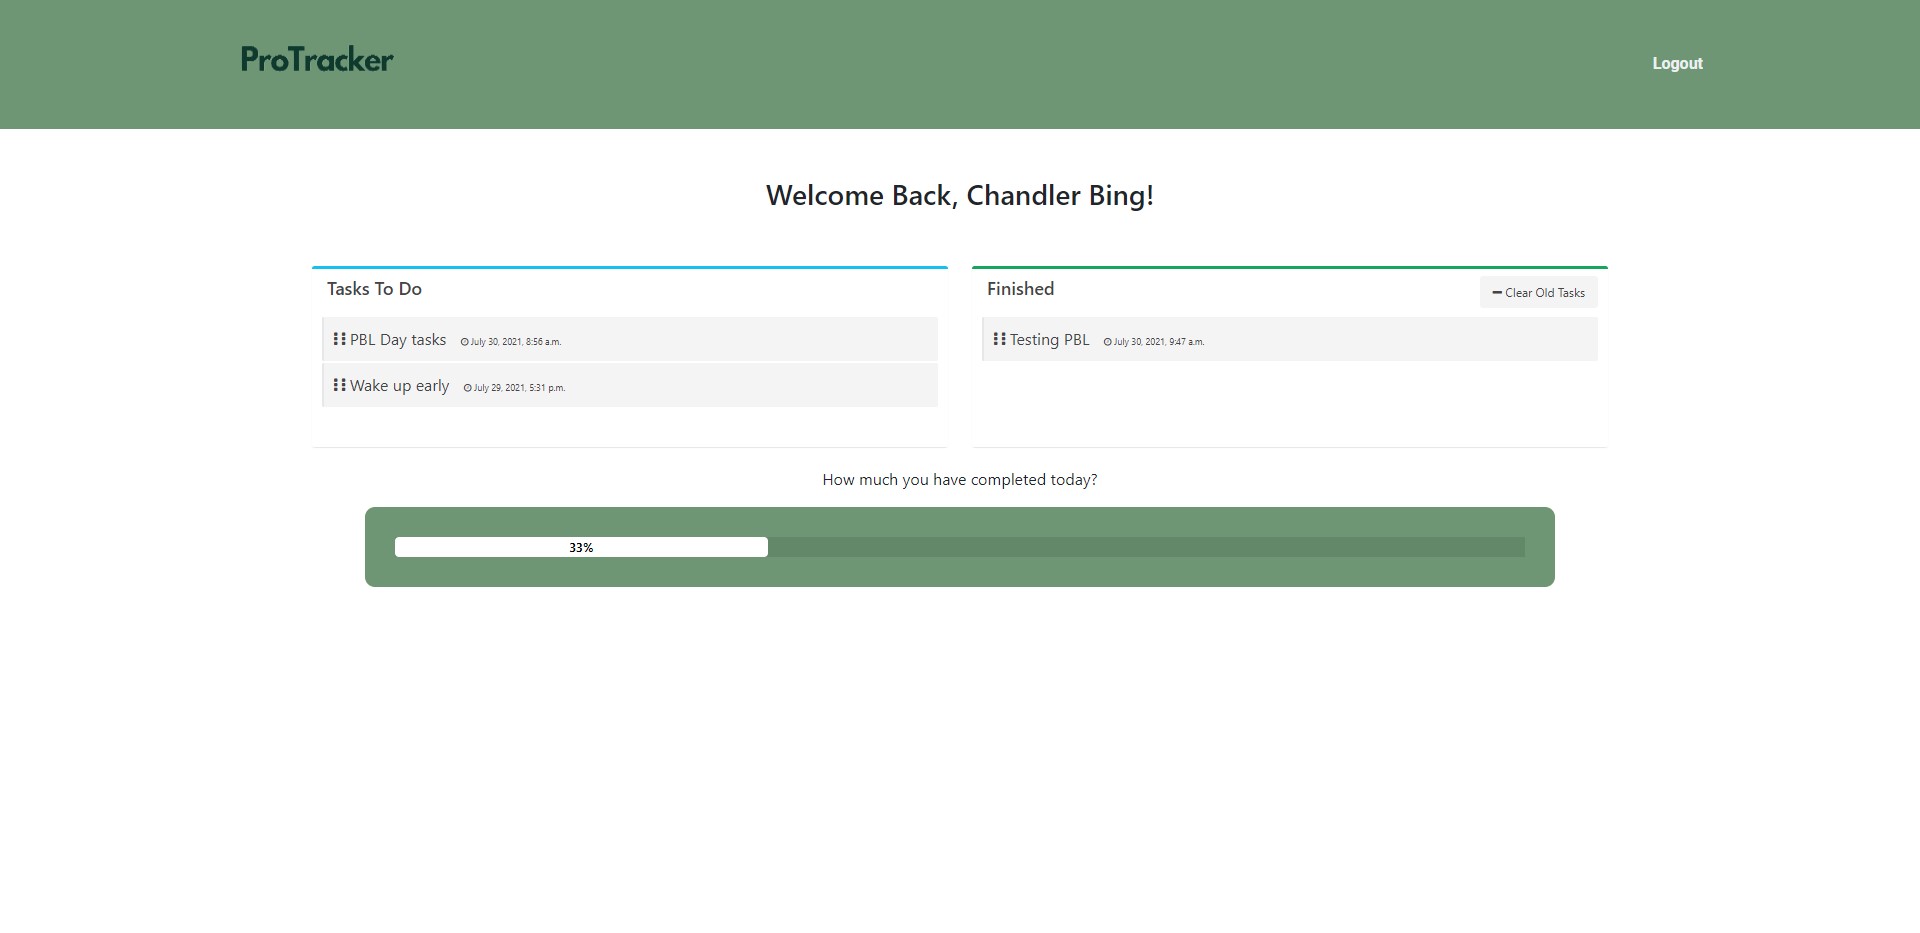 ProTracker
Logout
Welcome Back, Chandler Bing!
Tasks To Do
PBL Day tasks July 30, 2021, 8:56 a.m.
Wake up early July 29, 2021, 5:31 p.m.
Finished
Clear Old Tasks
Testing PBL July 30, 2021, 9:47 a.m.
How much you have completed today?
33%